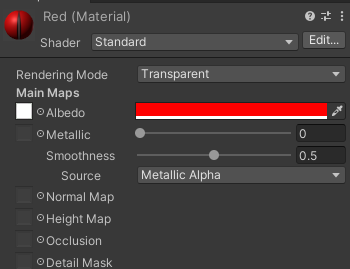 Red (Material)
Shader Standard Edit...
Rendering Mode Transparent
Main Maps
Albedo
Metallic 0
Smoothness 0.5
Source Metallic Alpha
Normal Map
Height Map
Occlusion
Detail Mask